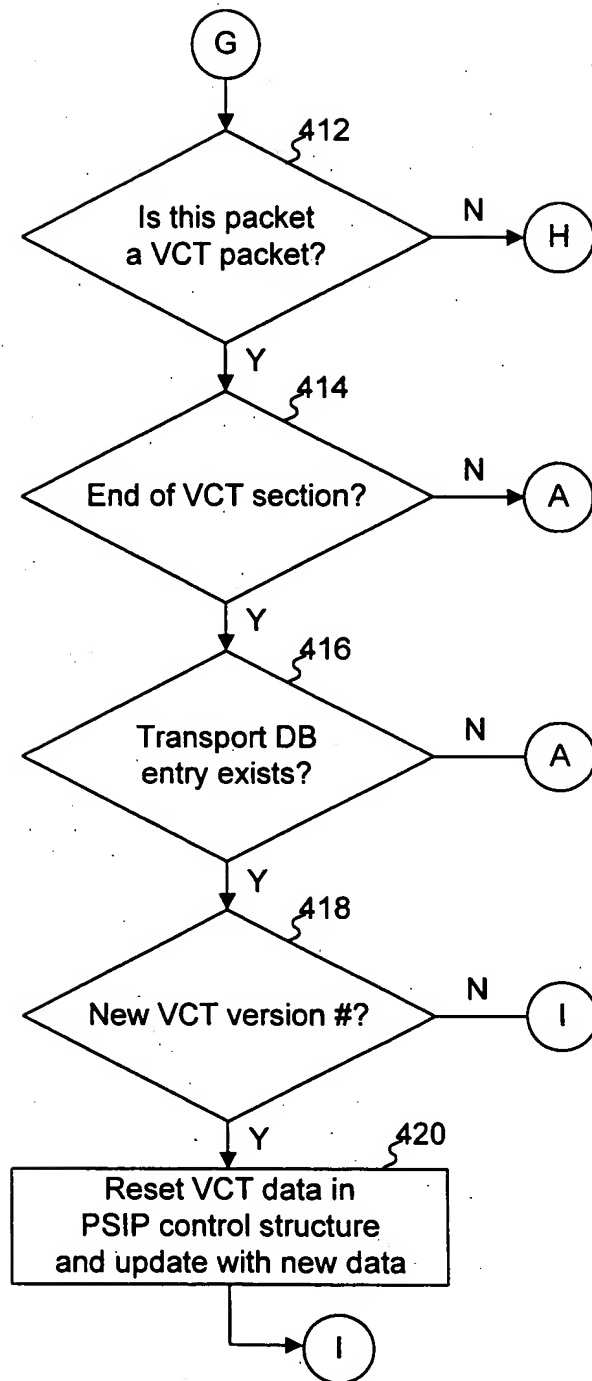 G
412
Is this packet
a VCT packet?
N
H
Y
414
End of VCT section?
N
A
Y
416
Transport DB
entry exists?
N
A
Y
418
New VCT version #?
N
I
Y
420
Reset VCT data in
PSIP control structure
and update with new data
I